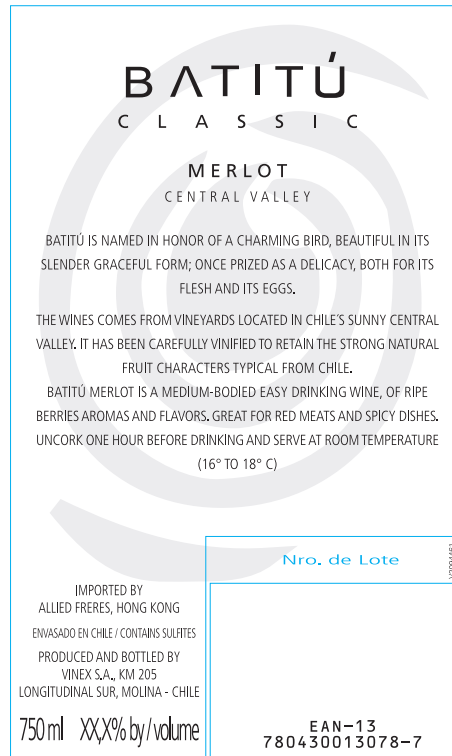 BATITÚ
CLASSIC
MERLOT
CENTRAL VALLEY
BATITÚ IS NAMED IN HONOR OF A CHARMING BIRD, BEAUTIFUL IN ITS
SLENDER GRACEFUL FORM; ONCE PRIZED AS A DELICACY, BOTH FOR ITS
FLESH AND ITS EGGS.
THE WINES COMES FROM VINEYARDS LOCATED IN CHILE´S SUNNY CENTRAL
VALLEY. IT HAS BEEN CAREFULLY VINIFIED TO RETAIN THE STRONG NATURAL
FRUIT CHARACTERS TYPICAL FROM CHILE.
BATITÚ MERLOT IS A MEDIUM-BODIED EASY DRINKING WINE, OF RIPE
BERRIES AROMAS AND FLAVORS. GREAT FOR RED MEATS AND SPICY DISHES.
UNCORK ONE HOUR BEFORE DRINKING AND SERVE AT ROOM TEMPERATURE
(16° TO 18° C)
Nro. de Lote
IMPORTED BY
ALLIED FRERES, HONG KONG
ENVASADO EN CHILE / CONTAINS SULFITES
PRODUCED AND BOTTLED BY
VINEX S.A., KM 205
LONGITUDINAL SUR, MOLINA - CHILE
750 ml XX,X% by / volume
EAN-13
780430013078-7